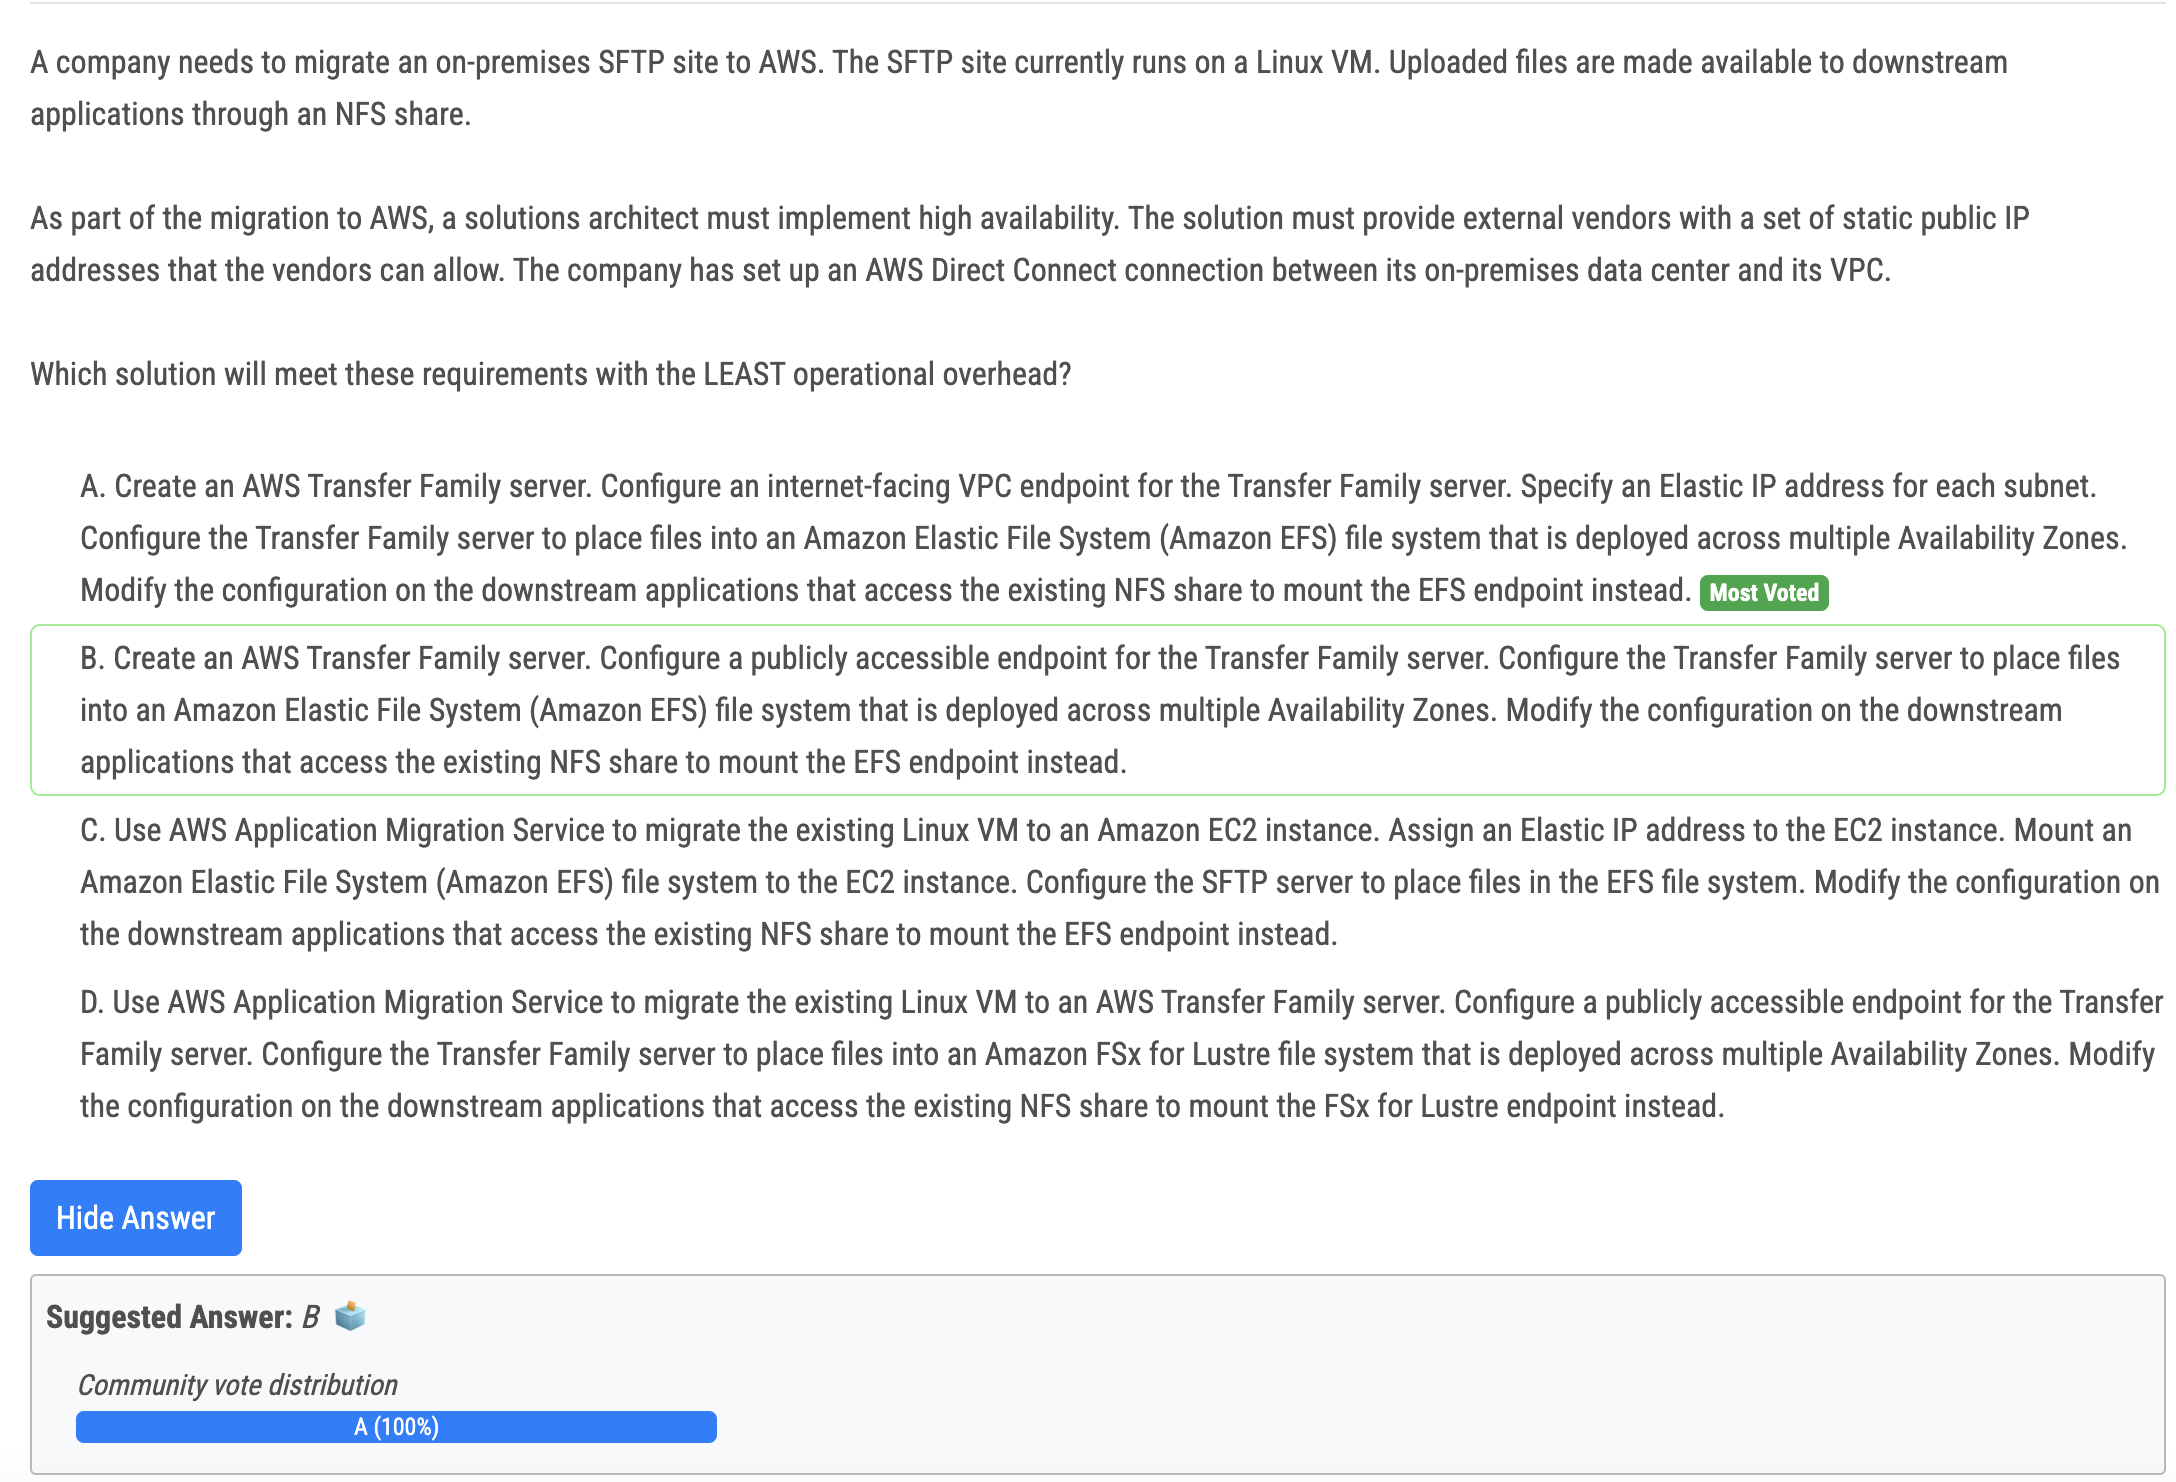 A company needs to migrate an on-premises SFTP site to AWS. The SFTP site currently runs on a Linux VM. Uploaded files are made available to downstream
applications through an NFS share.
As part of the migration to AWS, a solutions architect must implement high availability. The solution must provide external vendors with a set of static public IP
addresses that the vendors can allow. The company has set up an AWS Direct Connect connection between its on-premises data center and its VPC.
Which solution will meet these requirements with the LEAST operational overhead?
A. Create an AWS Transfer Family server. Configure an internet-facing VPC endpoint for the Transfer Family server. Specify an Elastic IP address for each subnet.
Configure the Transfer Family server to place files into an Amazon Elastic File System (Amazon EFS) file system that is deployed across multiple Availability Zones.
Modify the configuration on the downstream applications that access the existing NFS share to mount the EFS endpoint instead. Most Voted
B. Create an AWS Transfer Family server. Configure a publicly accessible endpoint for the Transfer Family server. Configure the Transfer Family server to place files
into an Amazon Elastic File System (Amazon EFS) file system that is deployed across multiple Availability Zones. Modify the configuration on the downstream
applications that access the existing NFS share to mount the EFS endpoint instead.
C. Use AWS Application Migration Service to migrate the existing Linux VM to an Amazon EC2 instance. Assign an Elastic IP address to the EC2 instance. Mount an
Amazon Elastic File System (Amazon EFS) file system to the EC2 instance. Configure the SFTP server to place files in the EFS file system. Modify the configuration on
the downstream applications that access the existing NFS share to mount the EFS endpoint instead.
D. Use AWS Application Migration Service to migrate the existing Linux VM to an AWS Transfer Family server. Configure a publicly accessible endpoint for the Transfer
Family server. Configure the Transfer Family server to place files into an Amazon FSx for Lustre file system that is deployed across multiple Availability Zones. Modify
the configuration on the downstream applications that access the existing NFS share to mount the FSx for Lustre endpoint instead.
Hide Answer
Suggested Answer: B
Community vote distribution
A (100%)